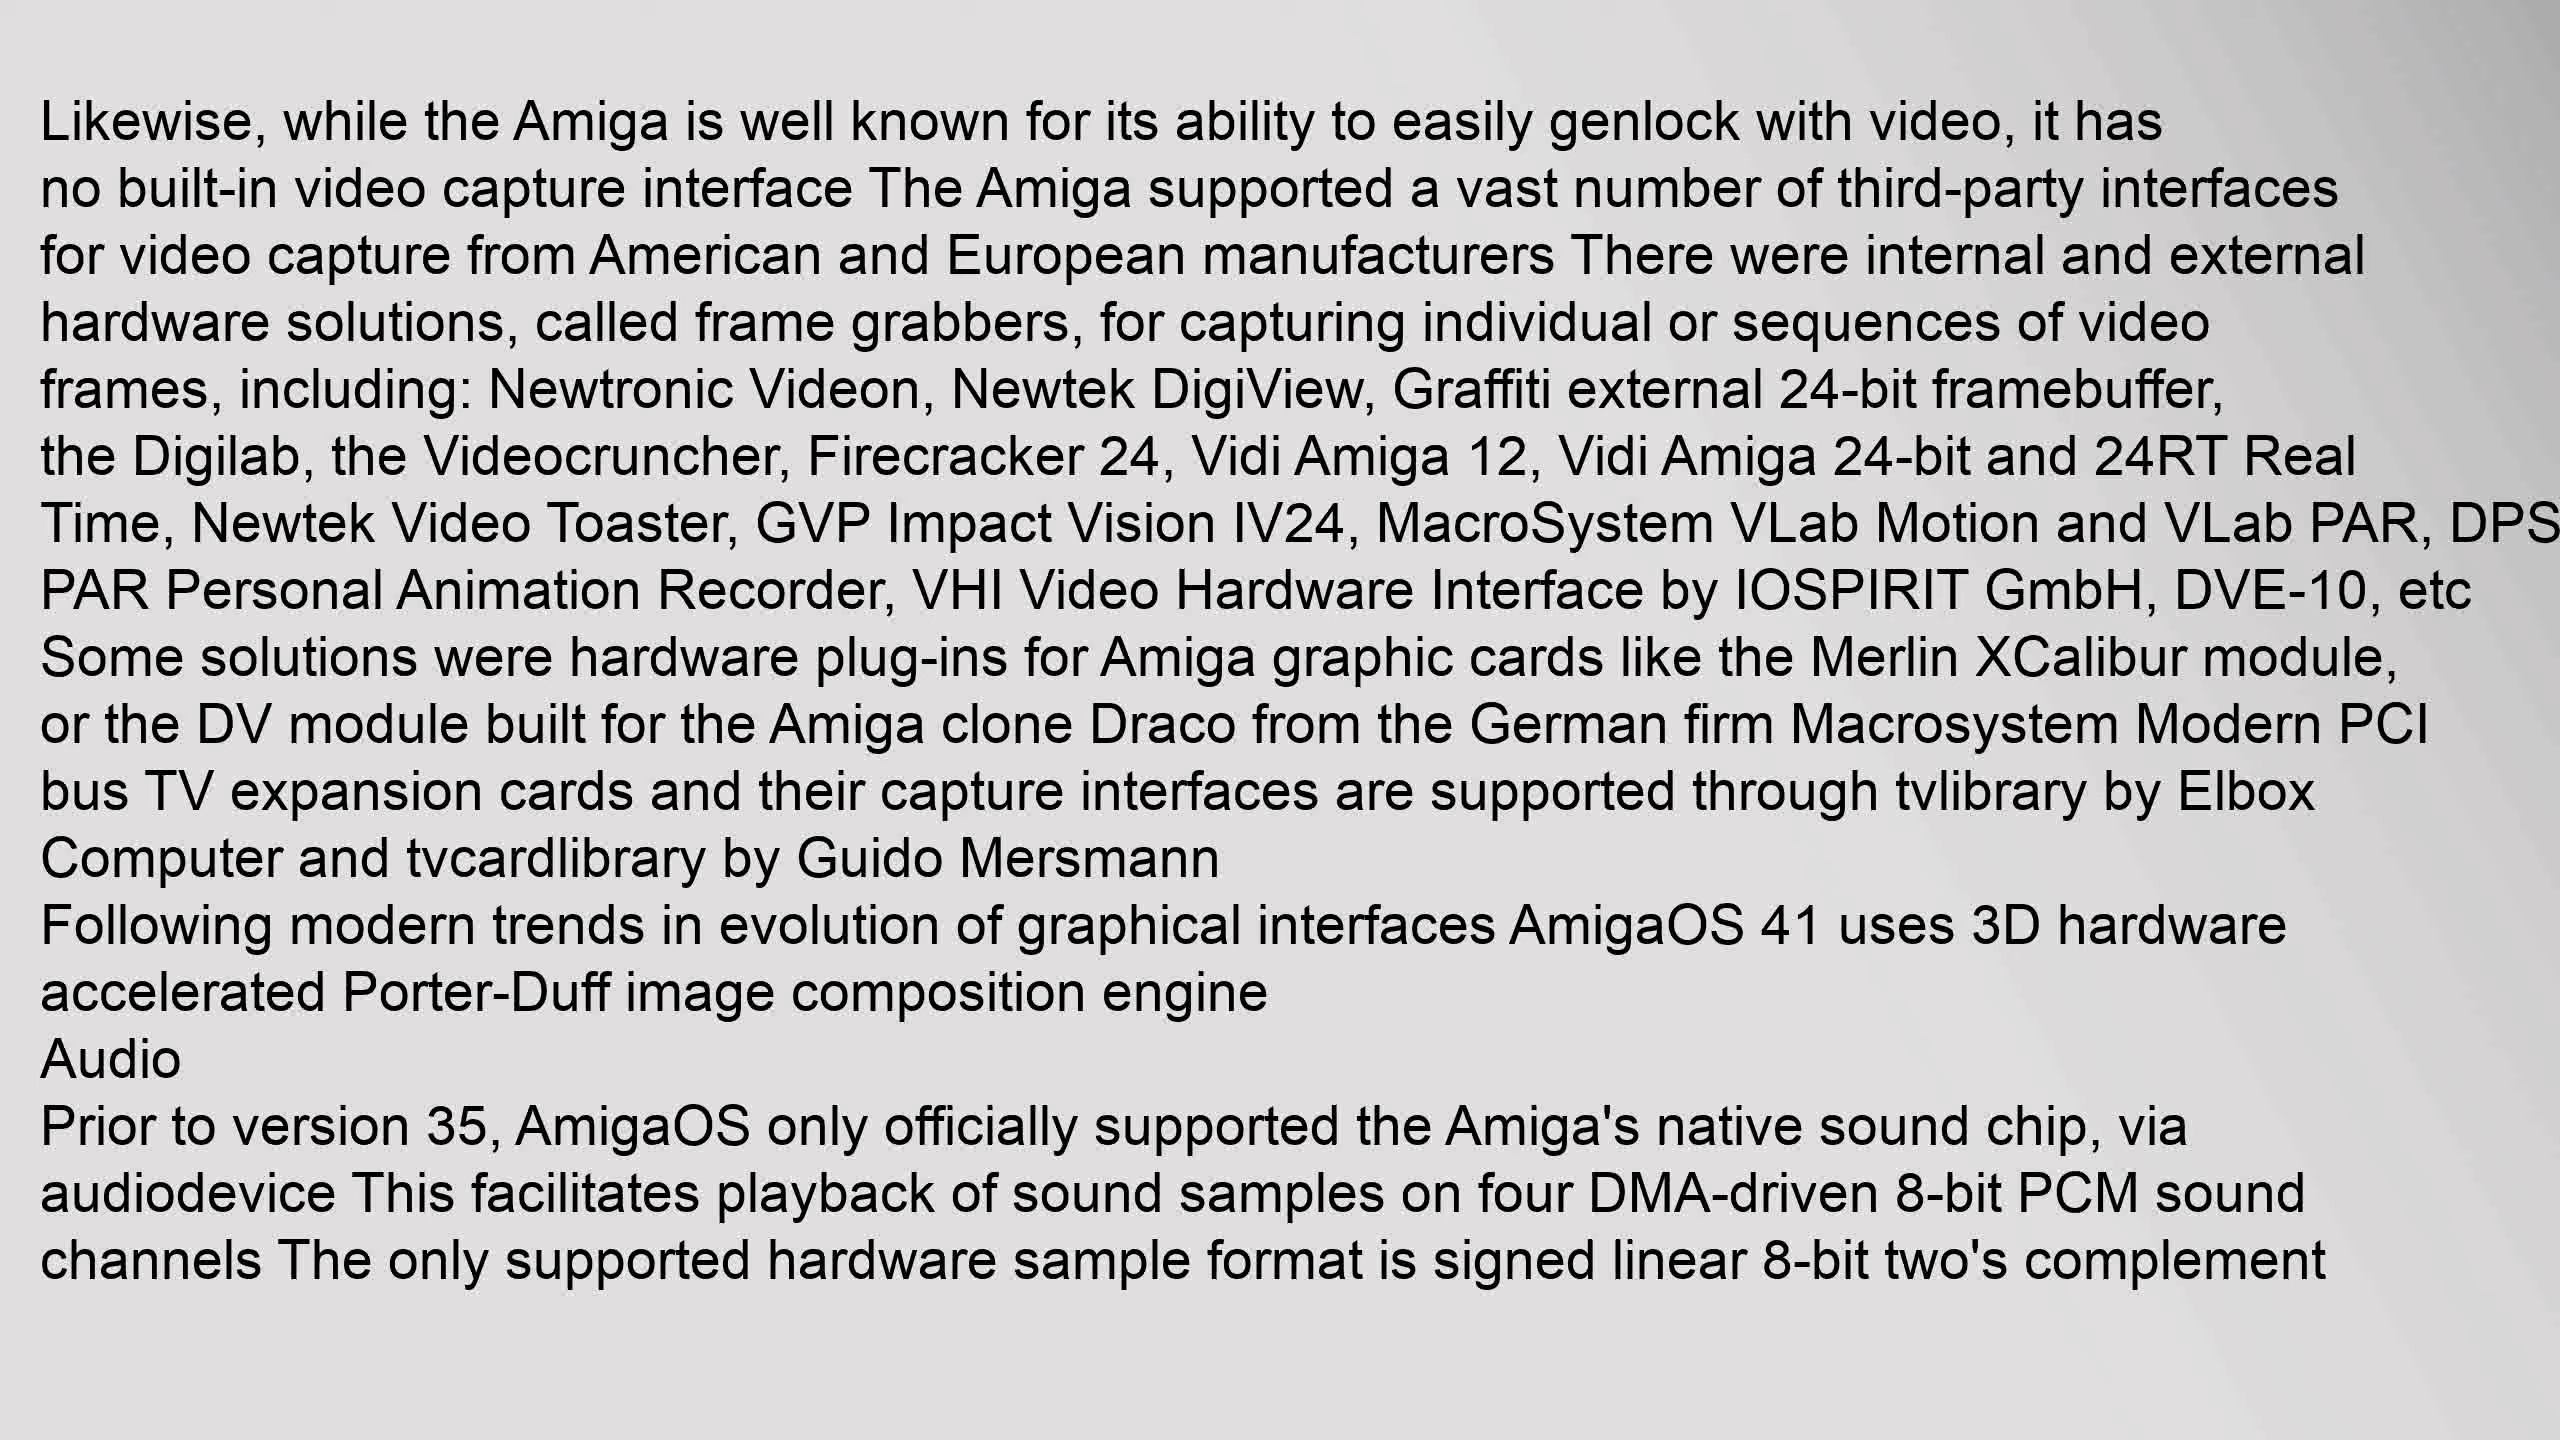 Likewise, while the Amiga is well known for its ability to easily genlock with video, it has
no built-in video capture interface The Amiga supported a vast number of third-party interfaces
for video capture from American and European manufacturers There were internal and external
hardware solutions, called frame grabbers, for capturing individual or sequences of video
frames, including: Newtronic Videon, Newtek DigiView, Graffiti external 24-bit framebuffer,
the Digilab, the Videocruncher, Firecracker 24, Vidi Amiga 12, Vidi Amiga 24-bit and 24RT Real
Time, Newtek Video Toaster, GVP Impact Vision IV24, MacroSystem VLab Motion and VLab PAR, DPS
PAR Personal Animation Recorder, VHI Video Hardware Interface by IOSPIRIT GmbH, DVE-10, etc
Some solutions were hardware plug-ins for Amiga graphic cards like the Merlin XCalibur module,
or the DV module built for the Amiga clone Draco from the German firm Macrosystem Modern PCI
bus TV expansion cards and their capture interfaces are supported through tvlibrary by Elbox
Computer and tvcardlibrary by Guido Mersmann
Following modern trends in evolution of graphical interfaces AmigaOS 41 uses 3D hardware
accelerated Porter-Duff image composition engine
Audio
Prior to version 35, AmigaOS only officially supported the Amiga's native sound chip, via
audiodevice This facilitates playback of sound samples on four DMA-driven 8-bit PCM sound
channels The only supported hardware sample format is signed linear 8-bit two's complement